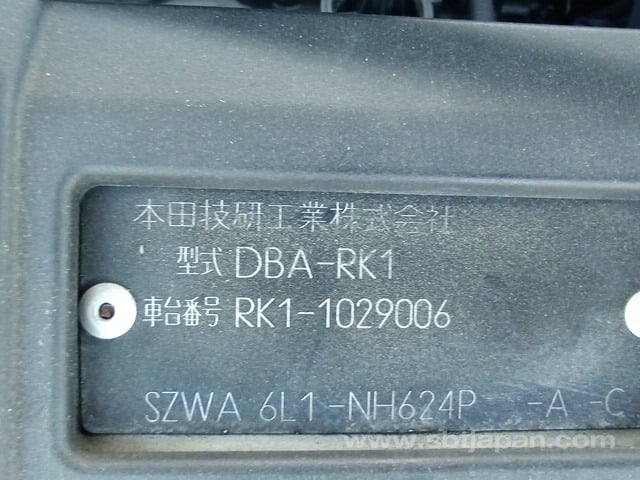 本田技研工業株式会社
型式 DBA-RK1
車台番号 RK1-1029006
SZWA 6L1-NH624P -A -C
www.sbtjapan.com